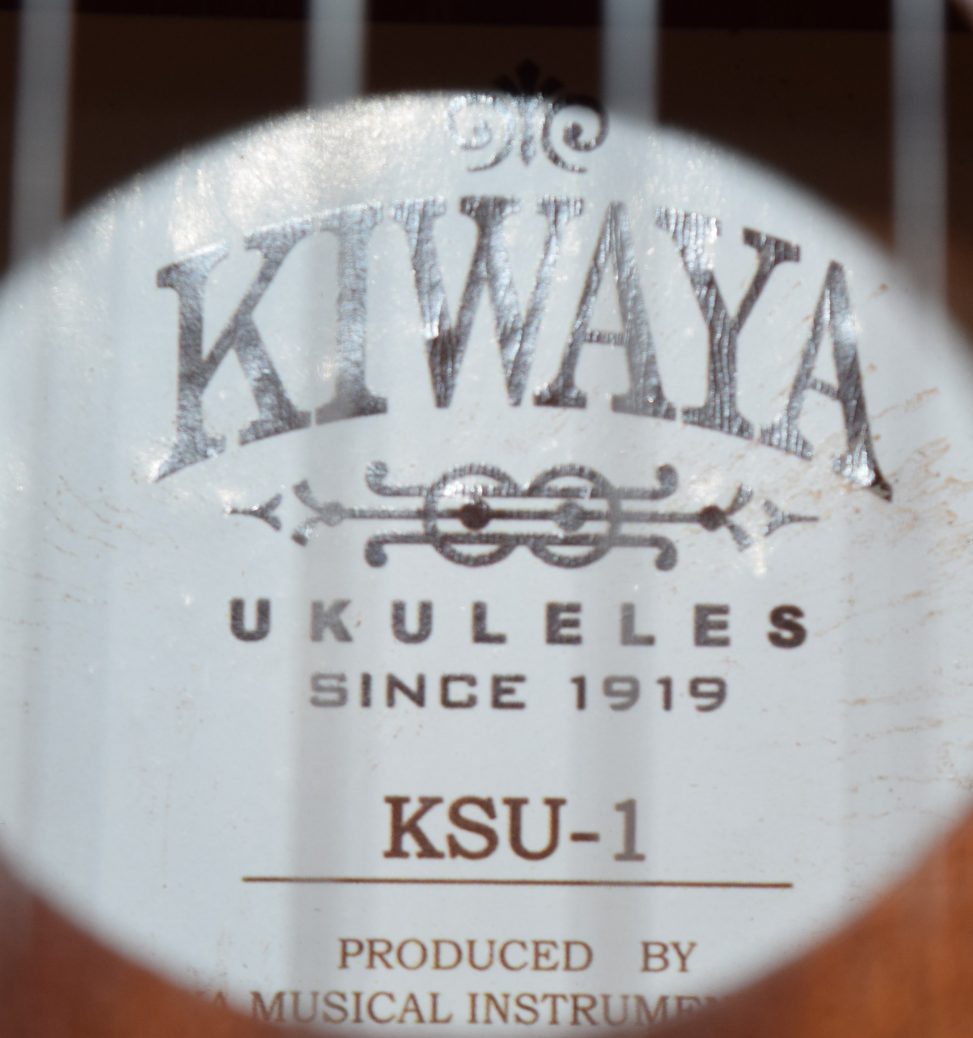 KIWAYA
UKULELES
SINCE 1919
KSU-1
PRODUCED BY
MUSICAL